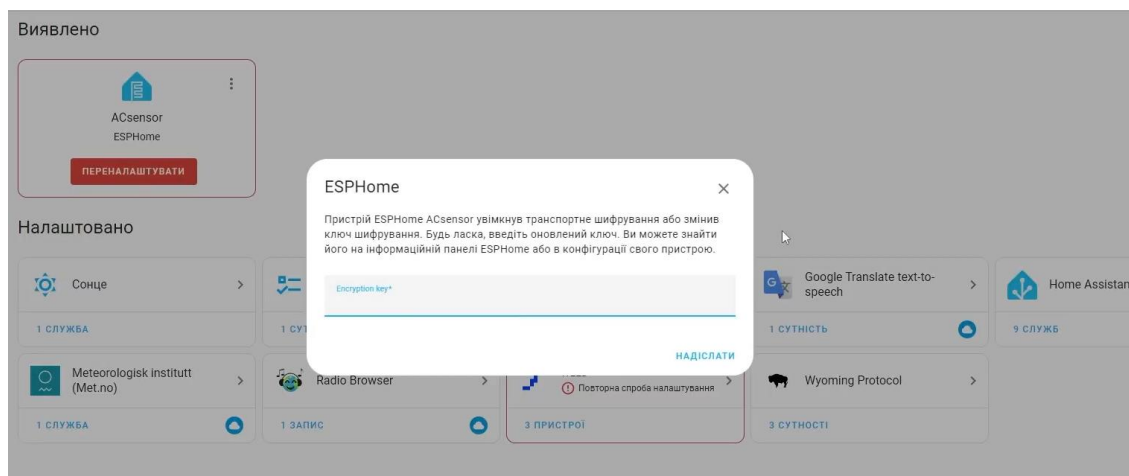 Виявлено
ACsensor
ESPHome
ПЕРЕНАЛАШТУВАТИ
ESPHome
Пристрій ESPHome ACsensor увімкнув транспортне шифрування або змінив
ключ шифрування. Будь ласка, введіть оновлений ключ. Ви можете знайти
його на інформаційній панелі ESPHome або в конфігурації свого пристрою.
Encryption key*
НАДІСЛАТИ
Налаштовано
Сонце
1 СЛУЖБА
1 СУТ
Google Translate text-to-
speech
1 СУТНІСТЬ
Home Assistan
9 СЛУЖБ
Meteorologisk institutt
(Met.no)
1 СЛУЖБА
Radio Browser
1 ЗАПИС
Повторна спроба налаштування
3 ПРИСТРОЇ
Wyoming Protocol
3 СУТНОСТІ